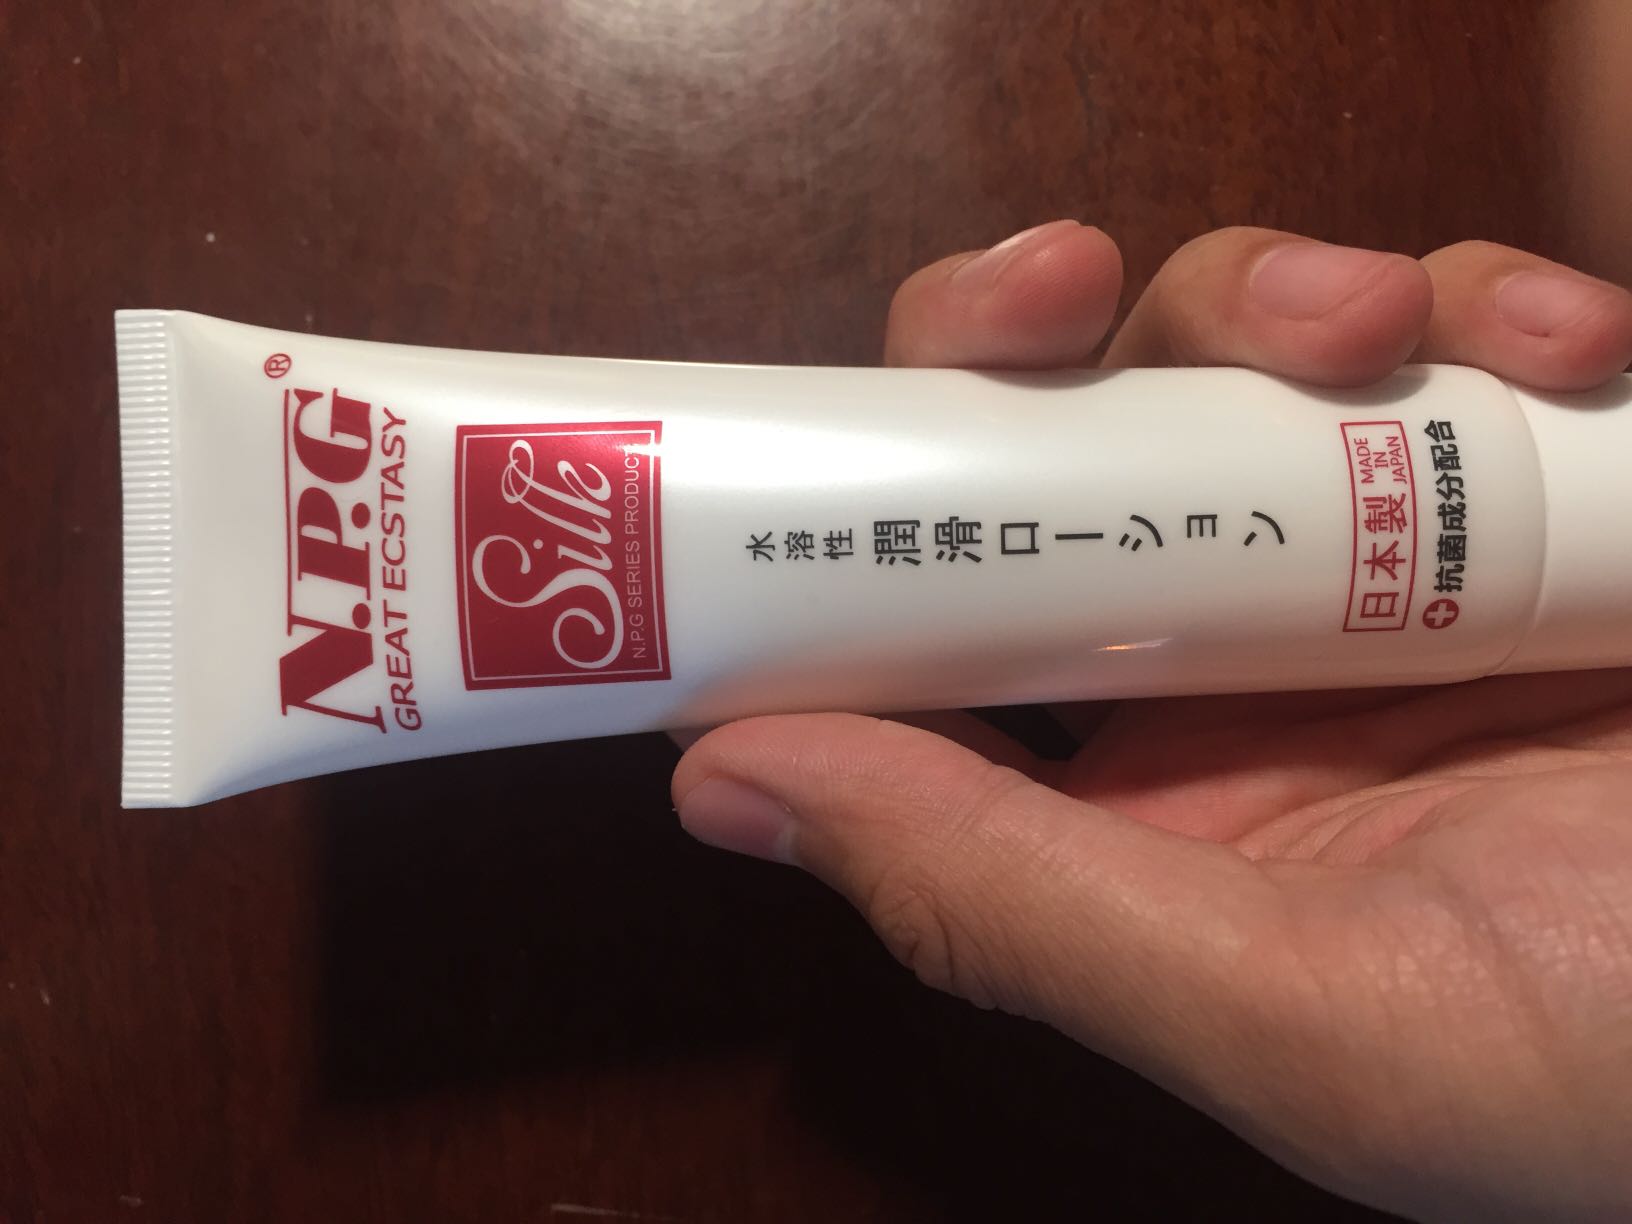 N.P.G®
GREAT ECSTASY
Silk
N.P.G SERIES PRODUCT
水溶性
潤滑ローション
日本製
MADE
IN
JAPAN
抗菌成分配合